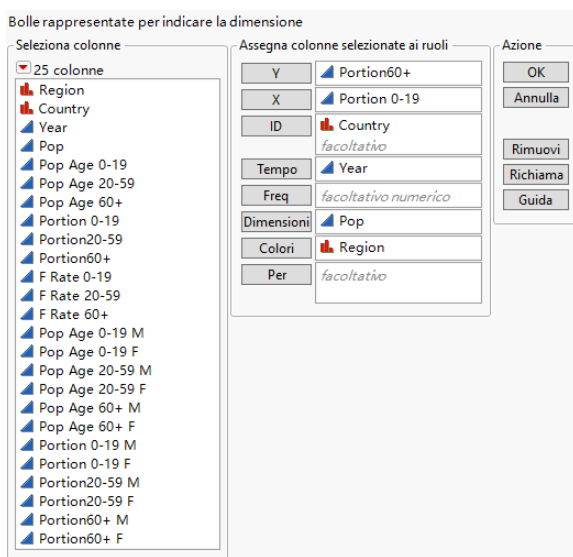 Bolle rappresentate per indicare la dimensione
Seleziona colonne
25 colonne
Region
Country
Year
Pop
Pop Age 0-19
Pop Age 20-59
Pop Age 60+
Portion 0-19
Portion20-59
Portion60+
F Rate 0-19
F Rate 20-59
F Rate 60+
Pop Age 0-19 M
Pop Age 0-19 F
Pop Age 20-59 M
Pop Age 20-59 F
Pop Age 60+ M
Pop Age 60+ F
Portion 0-19 M
Portion 0-19 F
Portion20-59 M
Portion20-59 F
Portion60+ M
Portion60+ F
Assegna colonne selezionate ai ruoli
Y Portion60+
X Portion 0-19
ID Country
facoltativo
Tempo Year
Freq facoltativo numerico
Dimensioni Pop
Colori Region
Per facoltativo
Azione
OK
Annulla
Rimuovi
Richiama
Guida